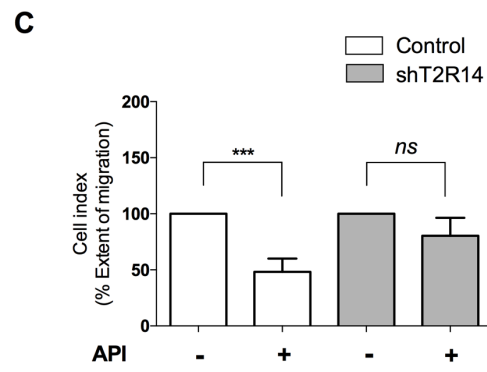 C
Control
shT2R14
200
150
100
50
0
Cell index
(% Extent of migration)
***
ns
API - + - +